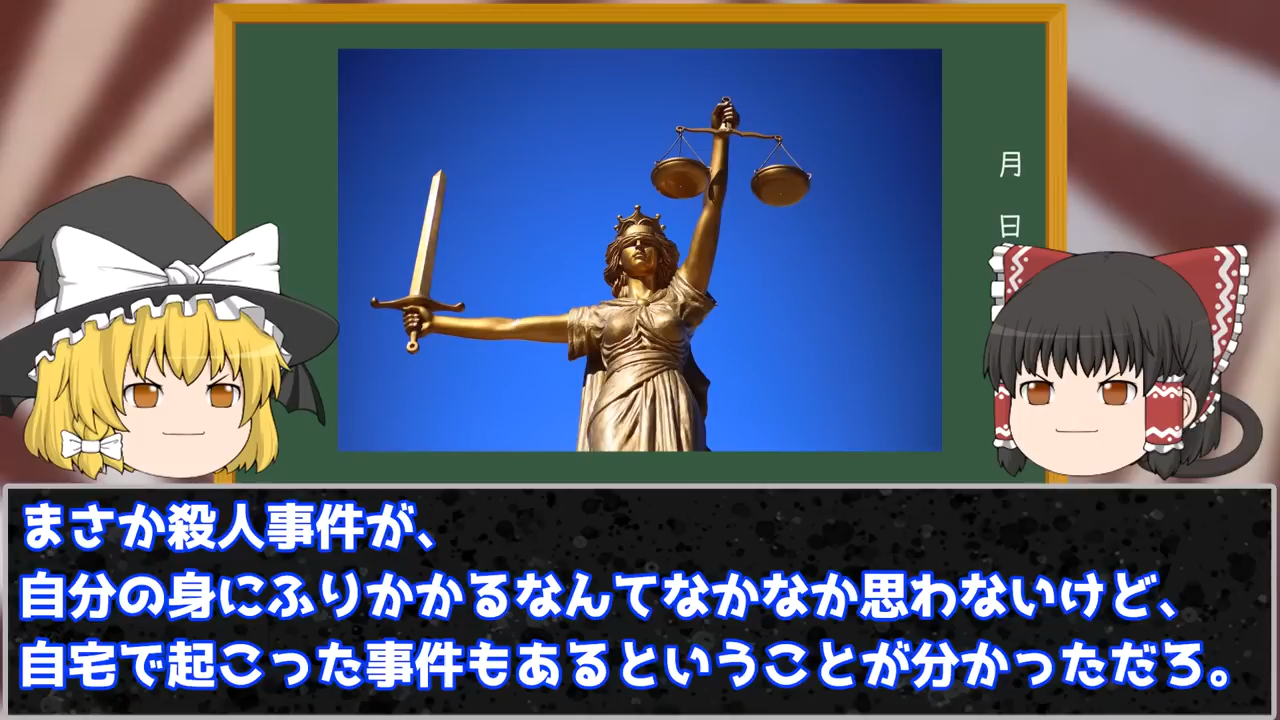 月
日
まさか殺人事件が、
自分の身にふりかかるなんてなかなか思わないけど、
自宅で起こった事件もあるということが分かっただろ。